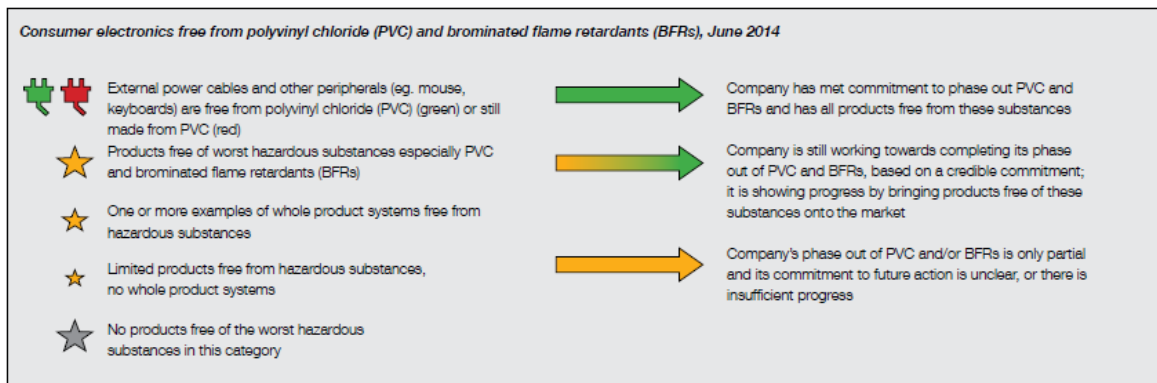 Consumer electronics free from polyvinyl chloride (PVC) and brominated flame retardants (BFRs), June 2014
External power cables and other peripherals (eg. mouse,
keyboards) are free from polyvinyl chloride (PVC) (green) or still
made from PVC (red)
Products free of worst hazardous substances especially PVC
and brominated flame retardants (BFRs)
One or more examples of whole product systems free from
hazardous substances
Limited products free from hazardous substances,
no whole product systems
No products free of the worst hazardous
substances in this category
Company has met commitment to phase out PVC and
BFRs and has all products free from these substances
Company is still working towards completing its phase
out of PVC and BFRs, based on a credible commitment;
it is showing progress by bringing products free of these
substances onto the market
Company's phase out of PVC and/or BFRs is only partial
and its commitment to future action is unclear, or there is
insufficient progress